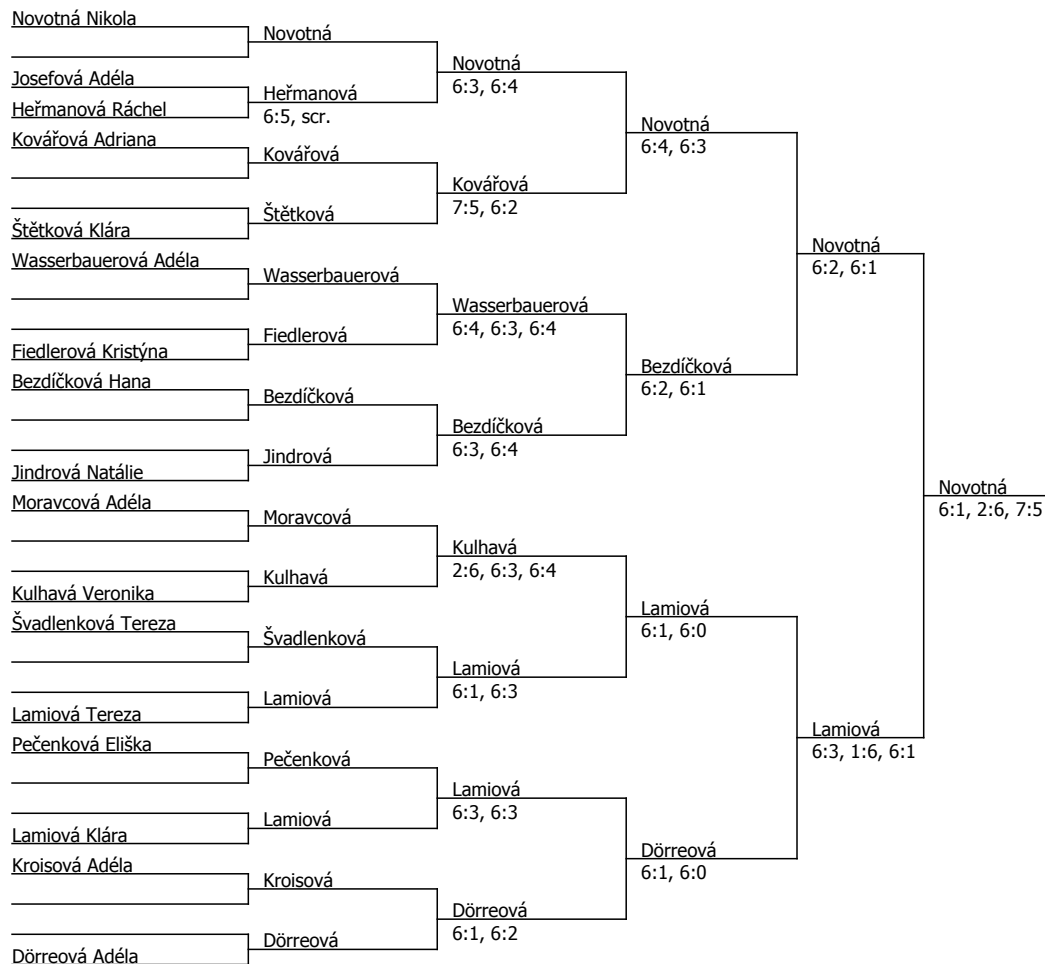 Novotná Nikola
Novotná
Novotná
6:3, 6:4
Josefová Adéla
Heřmanová
6:5, scr.
Heřmanová Ráchel
Novotná
6:4, 6:3
Kovářová Adriana
Kovářová
Kovářová
7:5, 6:2
Štětková
Štětková Klára
Novotná
6:2, 6:1
Wasserbauerová Adéla
Wasserbauerová
Wasserbauerová
6:4, 6:3, 6:4
Fiedlerová
Fiedlerová Kristýna
Bezdíčková
6:2, 6:1
Bezdíčková Hana
Bezdíčková
Bezdíčková
6:3, 6:4
Jindrová
Jindrová Natálie
Novotná
6:1, 2:6, 7:5
Moravcová Adéla
Moravcová
Kulhavá
2:6, 6:3, 6:4
Kulhavá
Kulhavá Veronika
Lamiová
6:1, 6:0
Švadlenková Tereza
Švadlenková
Lamiová
6:1, 6:3
Lamiová
Lamiová Tereza
Lamiová
6:3, 1:6, 6:1
Pečenková Eliška
Pečenková
Lamiová
6:3, 6:3
Lamiová
Lamiová Klára
Dörreová
6:1, 6:0
Kroisová Adéla
Kroisová
Dörreová
6:1, 6:2
Dörreová
Dörreová Adéla